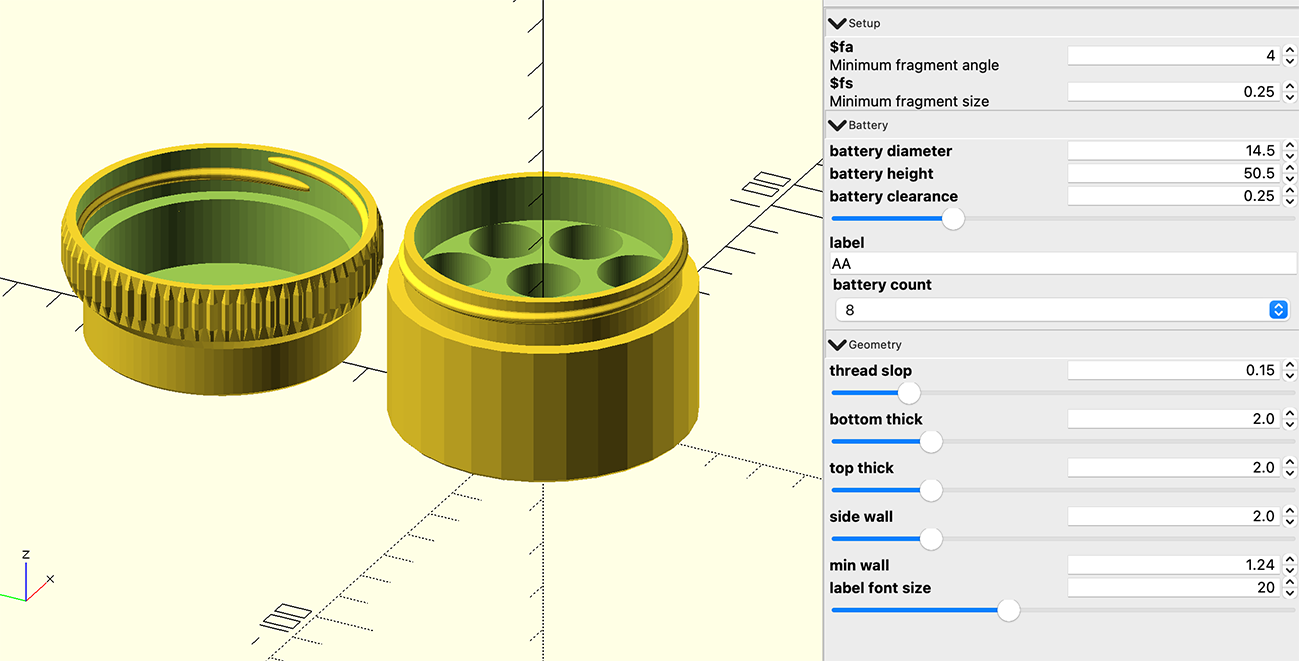 Setup
$fa
Minimum fragment angle
4
$fs
Minimum fragment size
0.25
Battery
battery diameter
14.5
battery height
50.5
battery clearance
0.25
label
AA
battery count
8
Geometry
thread slop
0.15
bottom thick
2.0
top thick
2.0
side wall
2.0
min wall
1.24
label font size
20
z
x